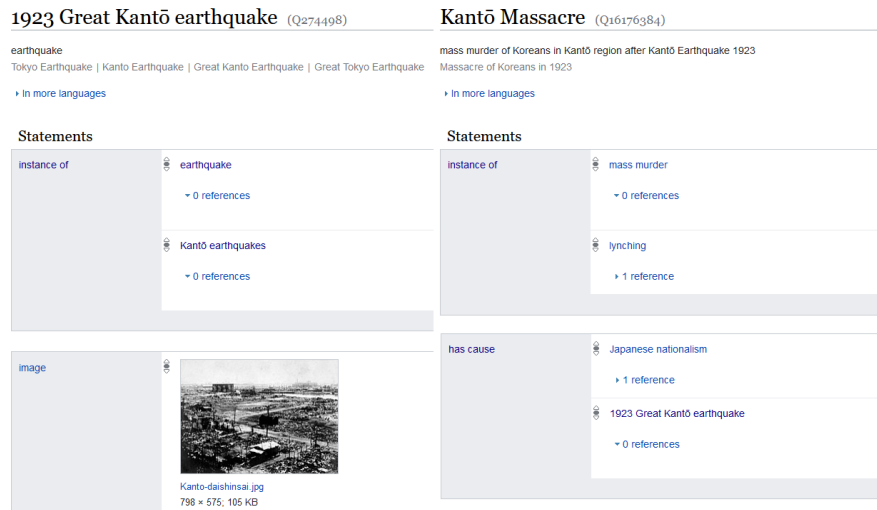 1923 Great Kantō earthquake (Q274498)
earthquake
Tokyo Earthquake | Kanto Earthquake | Great Kanto Earthquake | Great Tokyo Earthquake
In more languages
Statements
instance of
earthquake
0 references
Kantō earthquakes
0 references
image
Kanto-daishinsai.jpg
798 × 575; 105 KB
Kantō Massacre (Q16176384)
mass murder of Koreans in Kantō region after Kantō Earthquake 1923
Massacre of Koreans in 1923
In more languages
Statements
instance of
mass murder
0 references
lynching
1 reference
has cause
Japanese nationalism
1 reference
1923 Great Kantō earthquake
0 references